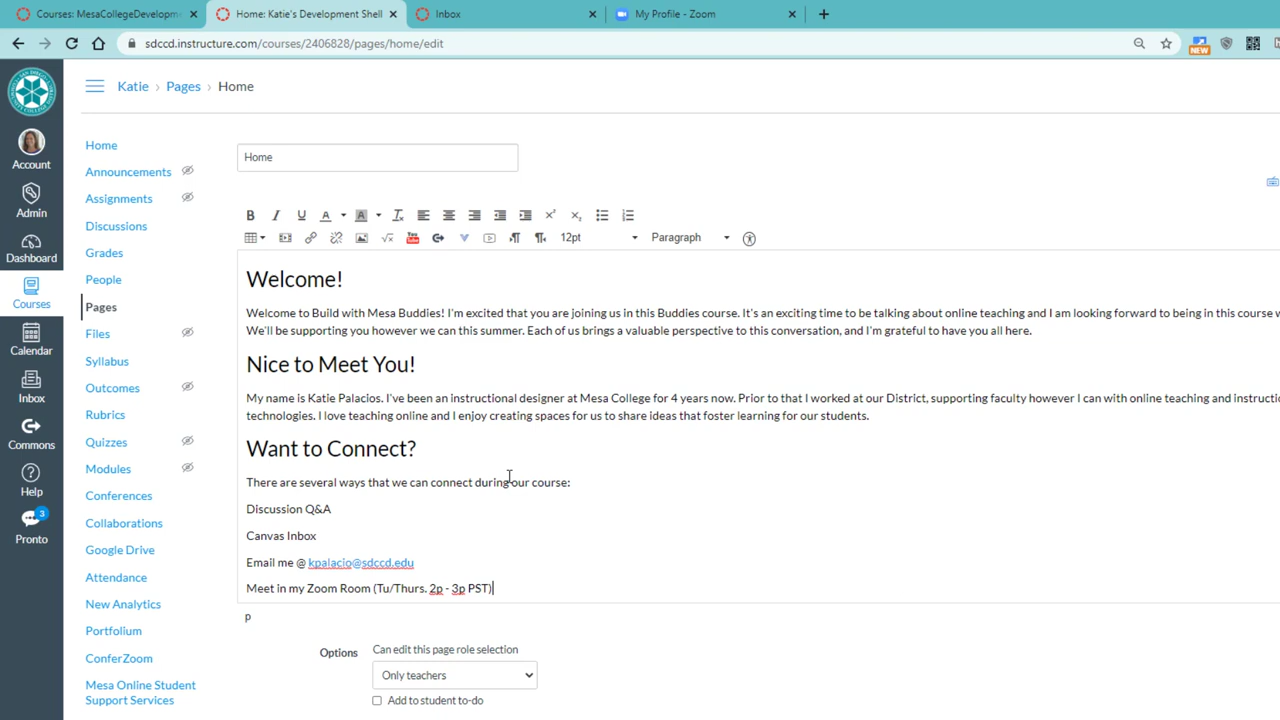 Courses: MesaCollegeDevelopm
Home: Katie's Development Shell
Inbox
My Profile - Zoom
sdccd.instructure.com/courses/2406828/pages/home/edit
NEW
Katie > Pages > Home
Account
Admin
Dashboard
Courses
Calendar
Inbox
Commons
Help
3
Pronto
Home
Announcements
Assignments
Discussions
Grades
People
Pages
Files
Syllabus
Outcomes
Rubrics
Quizzes
Modules
Conferences
Collaborations
Google Drive
Attendance
New Analytics
Portfolium
ConferZoom
Mesa Online Student
Support Services
Home
12pt
Paragraph
Welcome!
Welcome to Build with Mesa Buddies! I'm excited that you are joining us in this Buddies course. It's an exciting time to be talking about online teaching and I am looking forward to being in this course w
We'll be supporting you however we can this summer. Each of us brings a valuable perspective to this conversation, and I'm grateful to have you all here.
Nice to Meet You!
My name is Katie Palacios. I've been an instructional designer at Mesa College for 4 years now. Prior to that I worked at our District, supporting faculty however I can with online teaching and instructio
technologies. I love teaching online and I enjoy creating spaces for us to share ideas that foster learning for our students.
Want to Connect?
There are several ways that we can connect during our course:
Discussion Q&A
Canvas Inbox
Email me @ kpalacio@sdccd.edu
Meet in my Zoom Room (Tu/Thurs. 2p - 3p PST)
p
Options
Can edit this page role selection
Only teachers
Add to student to-do